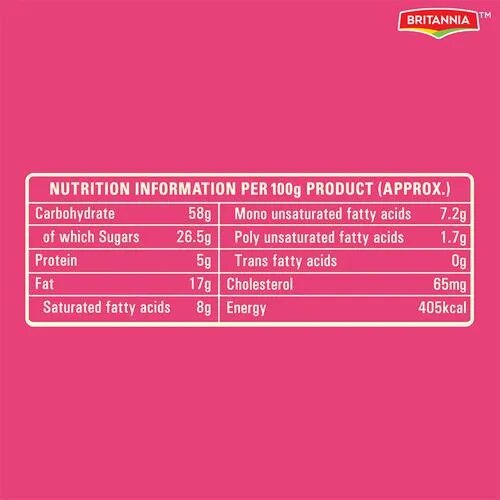 BRITANNIA TM
NUTRITION INFORMATION PER 100g PRODUCT (APPROX.)
Carbohydrate 58g
of which Sugars 26.5g
Protein 5g
Fat 17g
Saturated fatty acids 8g
Mono unsaturated fatty acids 7.2g
Poly unsaturated fatty acids 1.7g
Trans fatty acids 0g
Cholesterol 65mg
Energy 405kcal